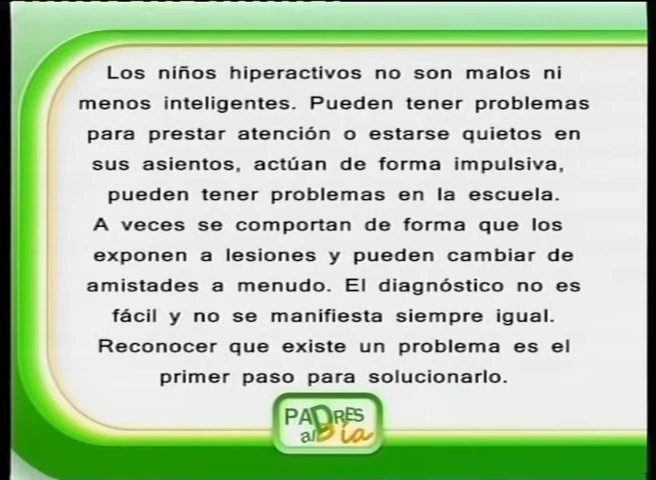 Los niños hiperactivos no son malos ni
menos inteligentes. Pueden tener problemas
para prestar atención o estarse quietos en
sus asientos, actúan de forma impulsiva,
pueden tener problemas en la escuela.
A veces se comportan de forma que los
exponen a lesiones y pueden cambiar de
amistades a menudo. El diagnóstico no es
fácil y no se manifiesta siempre igual.
Reconocer que existe un problema es el
primer paso para solucionarlo.
PADRES
al Día